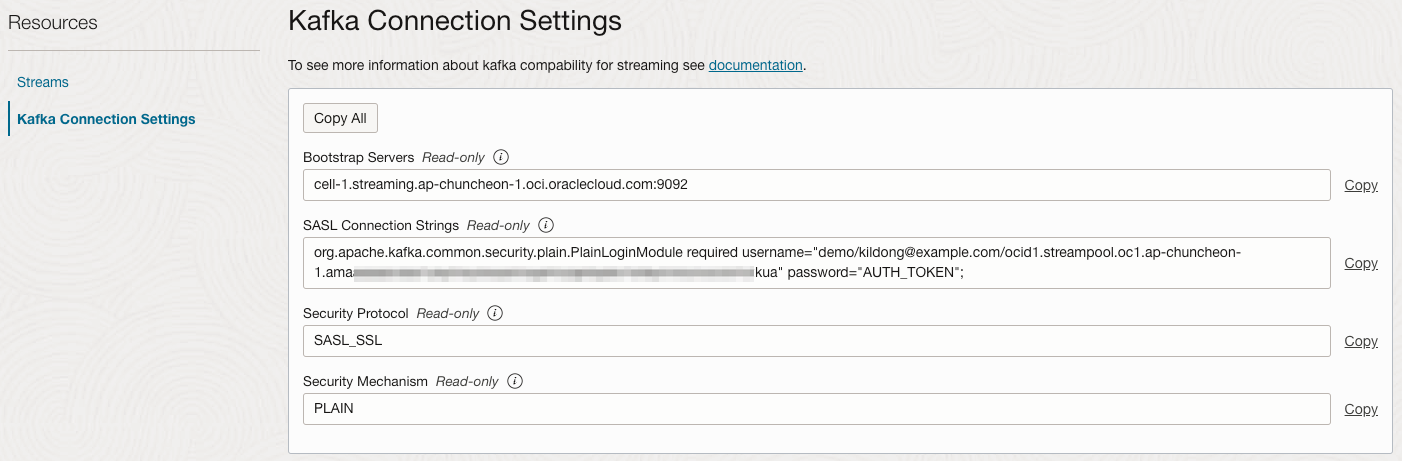 Resources
Streams
Kafka Connection Settings
Kafka Connection Settings
To see more information about kafka compability for streaming see documentation.
Copy All
Bootstrap Servers Read-only i
cell-1.streaming.ap-chuncheon-1.oci.oraclecloud.com:9092
Copy
SASL Connection Strings Read-only i
org.apache.kafka.common.security.plain.PlainLoginModule required username="demo/kildong@example.com/ocid1.streampool.oc1.ap-chuncheon-
1.ama kua" password="AUTH_TOKEN";
Copy
Security Protocol Read-only i
SASL_SSL
Copy
Security Mechanism Read-only i
PLAIN
Copy